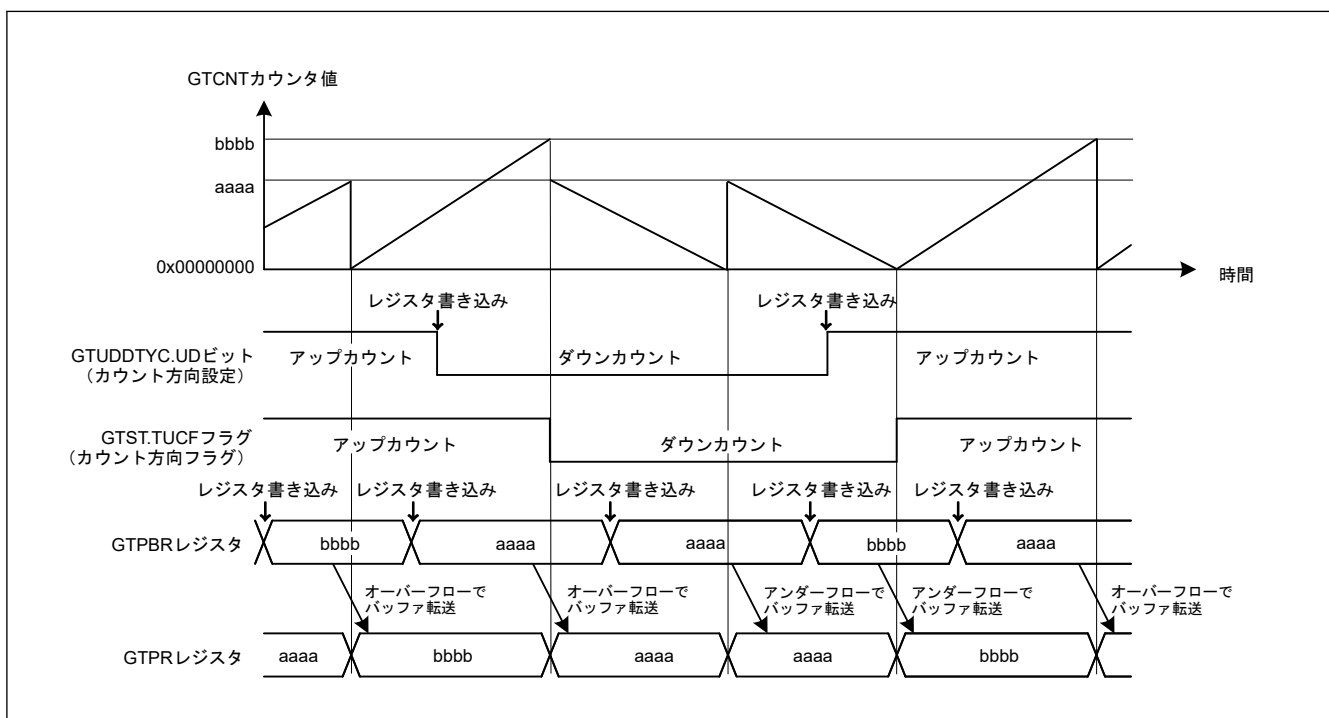 GTCNTカウンタ値
bbbb
aaaa
0x00000000
時間
レジスタ書き込み
レジスタ書き込み
GTUDDTYC.UDビット
（カウント方向設定）
アップカウント
ダウンカウント
アップカウント
GTST.TUCFフラグ
（カウント方向フラグ）
アップカウント
ダウンカウント
アップカウント
レジスタ書き込み
レジスタ書き込み
レジスタ書き込み
レジスタ書き込み
レジスタ書き込み
GTPBRレジスタ
bbbb
aaaa
aaaa
bbbb
aaaa
オーバーフローで
バッファ転送
オーバーフローで
バッファ転送
アンダーフローで
バッファ転送
アンダーフローで
バッファ転送
オーバーフローで
バッファ転送
GTPRレジスタ
aaaa
bbbb
aaaa
aaaa
bbbb